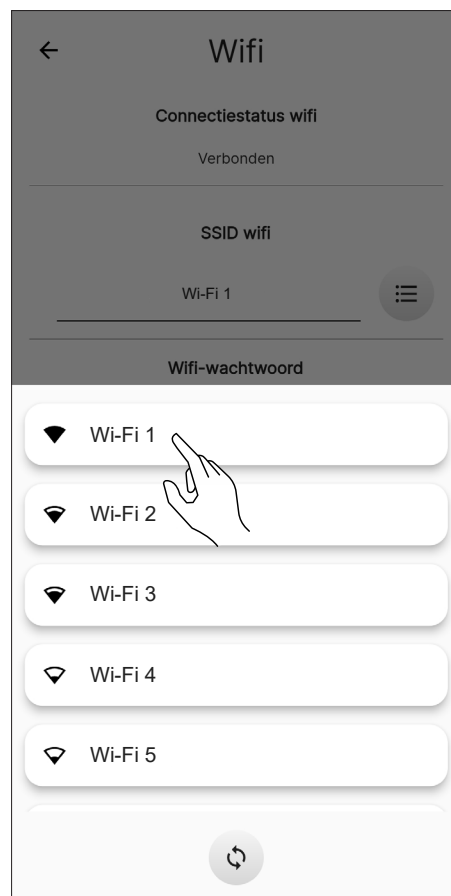 Wifi
Connectiestatus wifi
Verbonden
SSID wifi
Wi-Fi 1
Wifi-wachtwoord
Wi-Fi 1
Wi-Fi 2
Wi-Fi 3
Wi-Fi 4
Wi-Fi 5